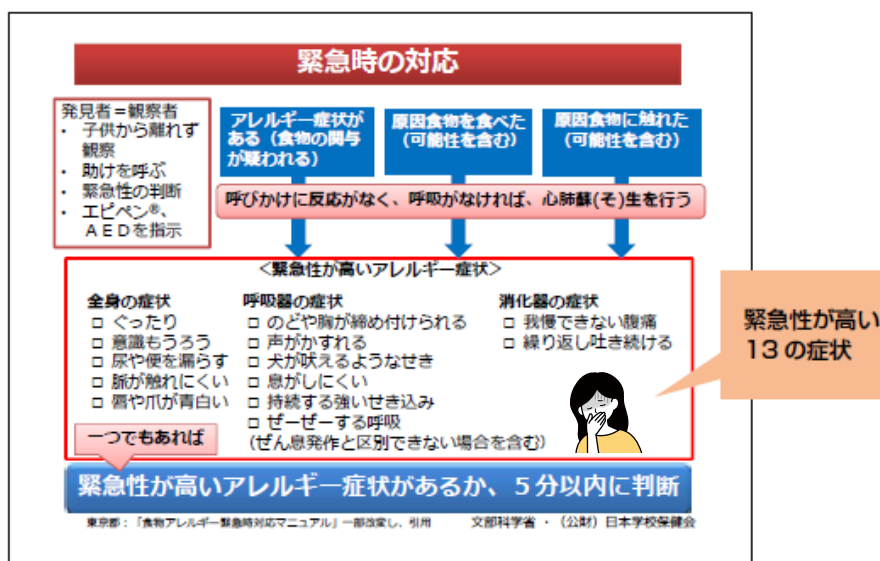 緊急時の対応
発見者＝観察者
・ 子供から離れず
観察
・ 助けを呼ぶ
・ 緊急性の判断
・ エピペン®、
ＡＥＤを指示
アレルギー症状が
ある（食物の関与
が疑われる）
原因食物を食べた
（可能性を含む）
原因食物に触れた
（可能性を含む）
呼びかけに反応がなく、呼吸がなければ、心肺蘇(そ)生を行う
＜緊急性が高いアレルギー症状＞
全身の症状
□ ぐったり
□ 意識もうろう
□ 尿や便を漏らす
□ 脈が触れにくい
□ 唇や爪が青白い
呼吸器の症状
□ のどや胸が締め付けられる
□ 声がかすれる
□ 犬が吠えるようなせき
□ 息がしにくい
□ 持続する強いせき込み
□ ぜーぜーする呼吸
（ぜん息発作と区別できない場合を含む）
消化器の症状
□ 我慢できない腹痛
□ 繰り返し吐き続ける
緊急性が高い
13の症状
一つでもあれば
緊急性が高いアレルギー症状があるか、５分以内に判断
東京都：「食物アレルギー緊急時対応マニュアル」一部改変し、引用
文部科学省 ・（公財）日本学校保健会